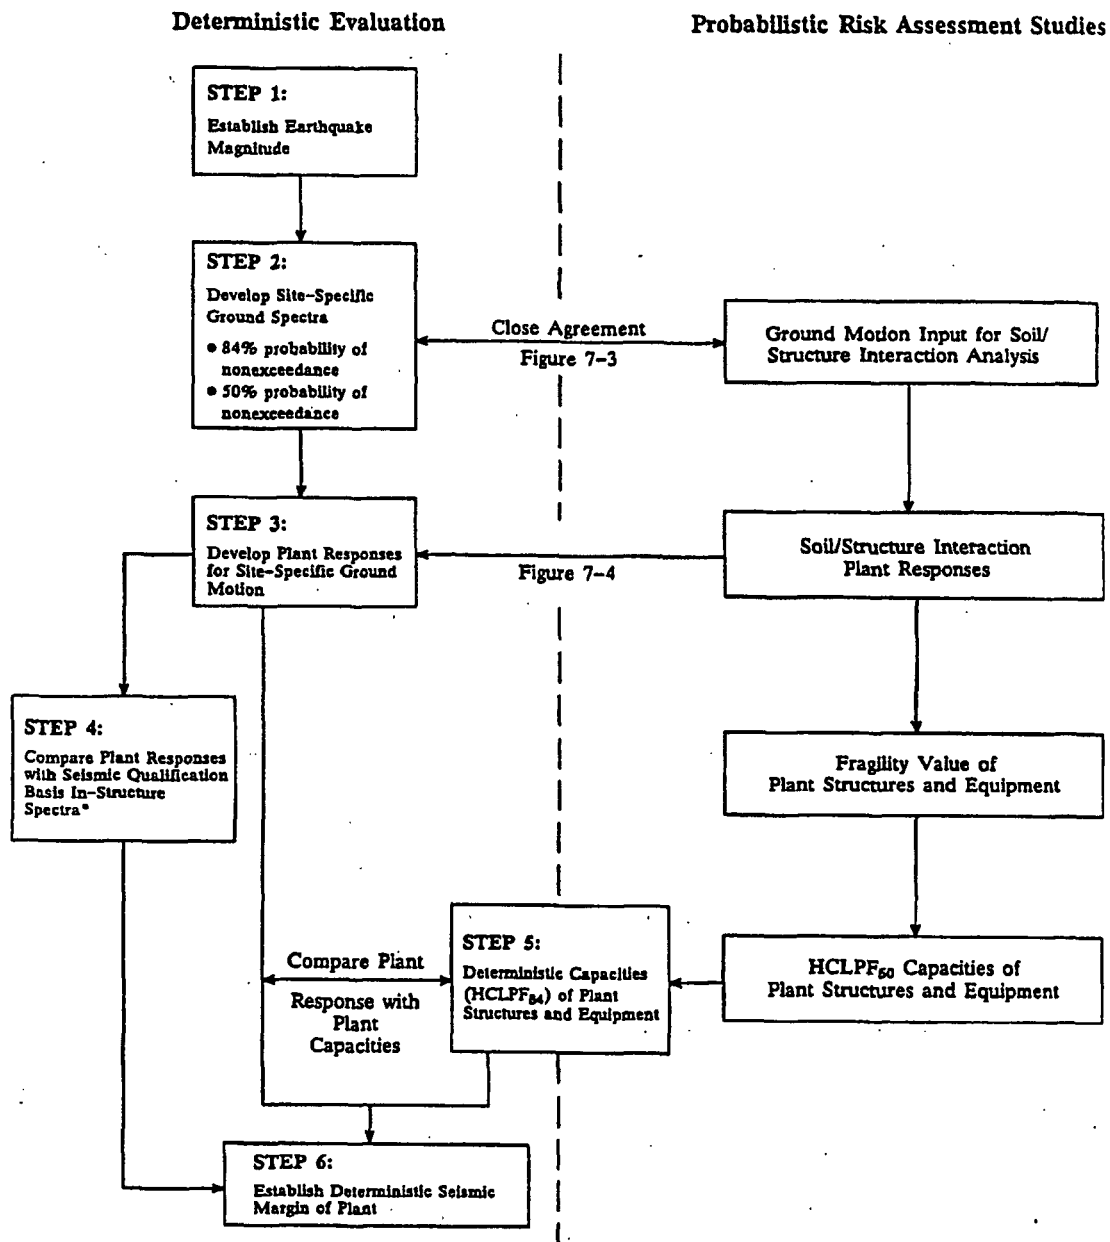 Deterministic Evaluation
Probabilistic Risk Assessment Studies
STEP 1:
Establish Earthquake
Magnitude
STEP 2:
Develop Site-Specific
Ground Spectra
• 84% probability of
nonexceedance
• 50% probability of
nonexceedance
Close Agreement
Figure 7-3
Ground Motion Input for Soil/
Structure Interaction Analysis
STEP 3:
Develop Plant Responses
for Site-Specific Ground
Motion
Figure 7-4
Soil/Structure Interaction
Plant Responses
STEP 4:
Compare Plant Responses
with Seismic Qualification
Basis In-Structure
Spectra*
Fragility Value of
Plant Structures and Equipment
Compare Plant
Response with
Plant
Capacities
STEP 5:
Deterministic Capacities
(HCLPF84) of Plant
Structures and Equipment
HCLPF50 Capacities of
Plant Structures and Equipment
STEP 6:
Establish Deterministic Seismic
Margin of Plant